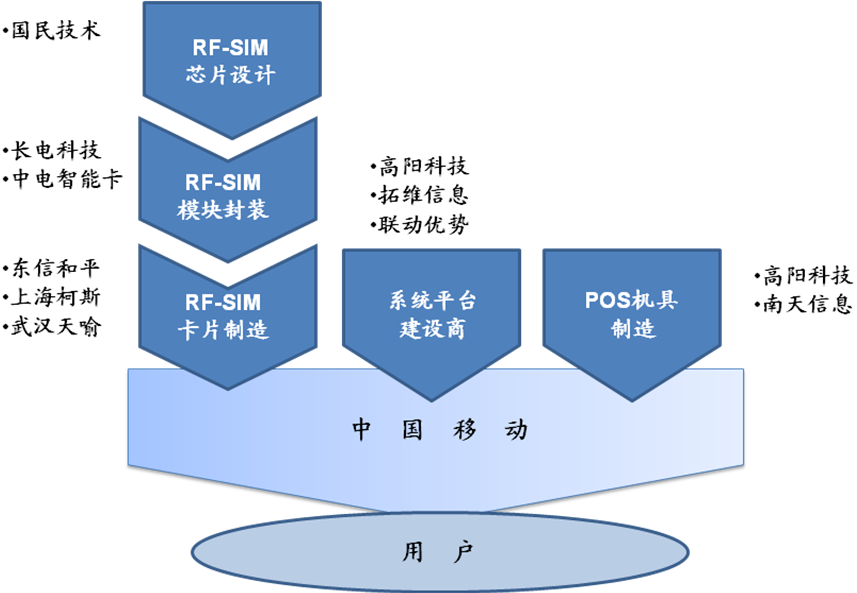 •国民技术
RF-SIM
芯片设计
•长电科技
•中电智能卡
RF-SIM
模块封装
•高阳科技
•拓维信息
•联动优势
•东信和平
•上海柯斯
•武汉天喻
RF-SIM
卡片制造
系统平台
建设商
POS机具
制造
•高阳科技
•南天信息
中 国 移 动
用 户